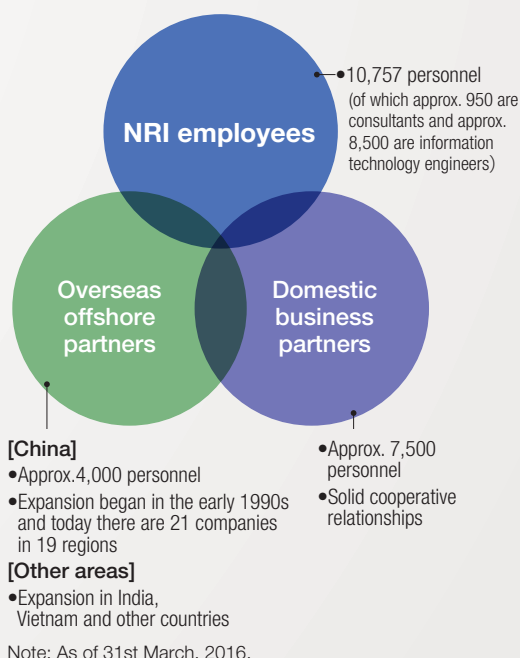 NRI employees
●10,757 personnel
(of which approx. 950 are
consultants and approx.
8,500 are information
technology engineers)
Overseas
offshore
partners
Domestic
business
partners
[China]
●Approx.4,000 personnel
●Expansion began in the early 1990s
and today there are 21 companies
in 19 regions
[Other areas]
●Expansion in India,
Vietnam and other countries
●Approx. 7,500
personnel
●Solid cooperative
relationships
Note: As of 31st March, 2016.